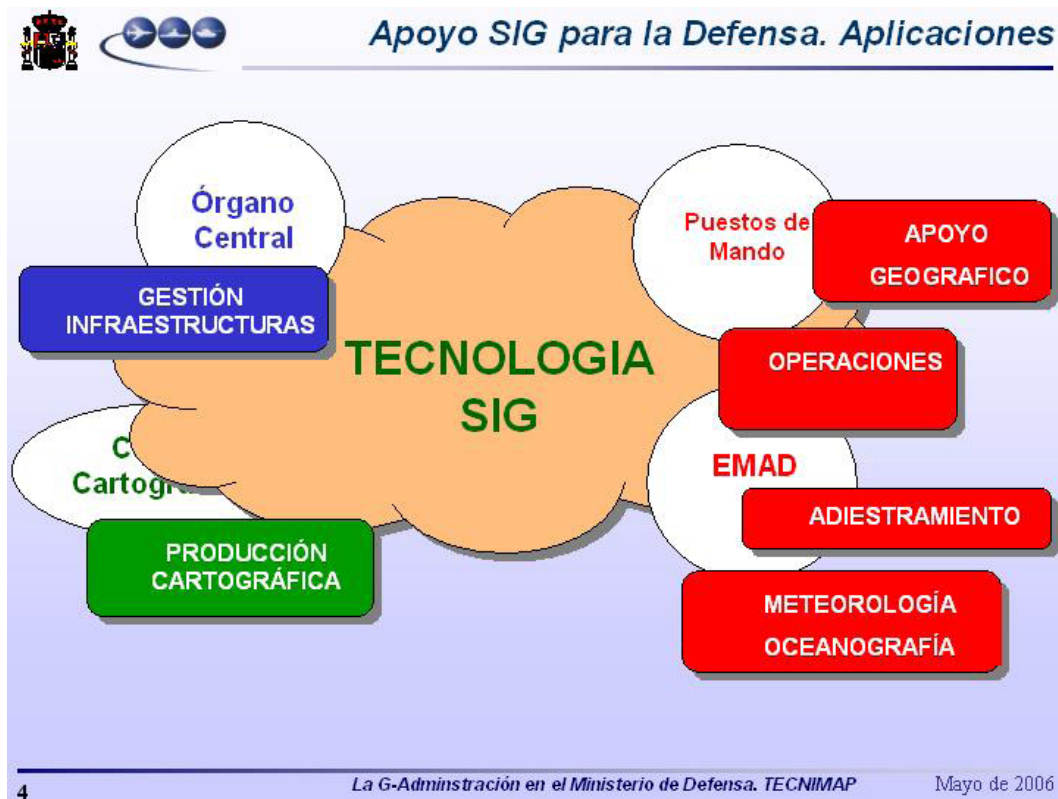 Apoyo SIG para la Defensa. Aplicaciones
Órgano
Central
GESTIÓN
INFRAESTRUCTURAS
Puestos de
Mando
APOYO
GEOGRAFICO
TECNOLOGIA
SIG
OPERACIONES
EMAD
ADIESTRAMIENTO
PRODUCCIÓN
CARTOGRÁFICA
METEOROLOGÍA
OCEANOGRAFÍA
4
La G-Adminstración en el Ministerio de Defensa. TECNIMAP
Mayo de 2006